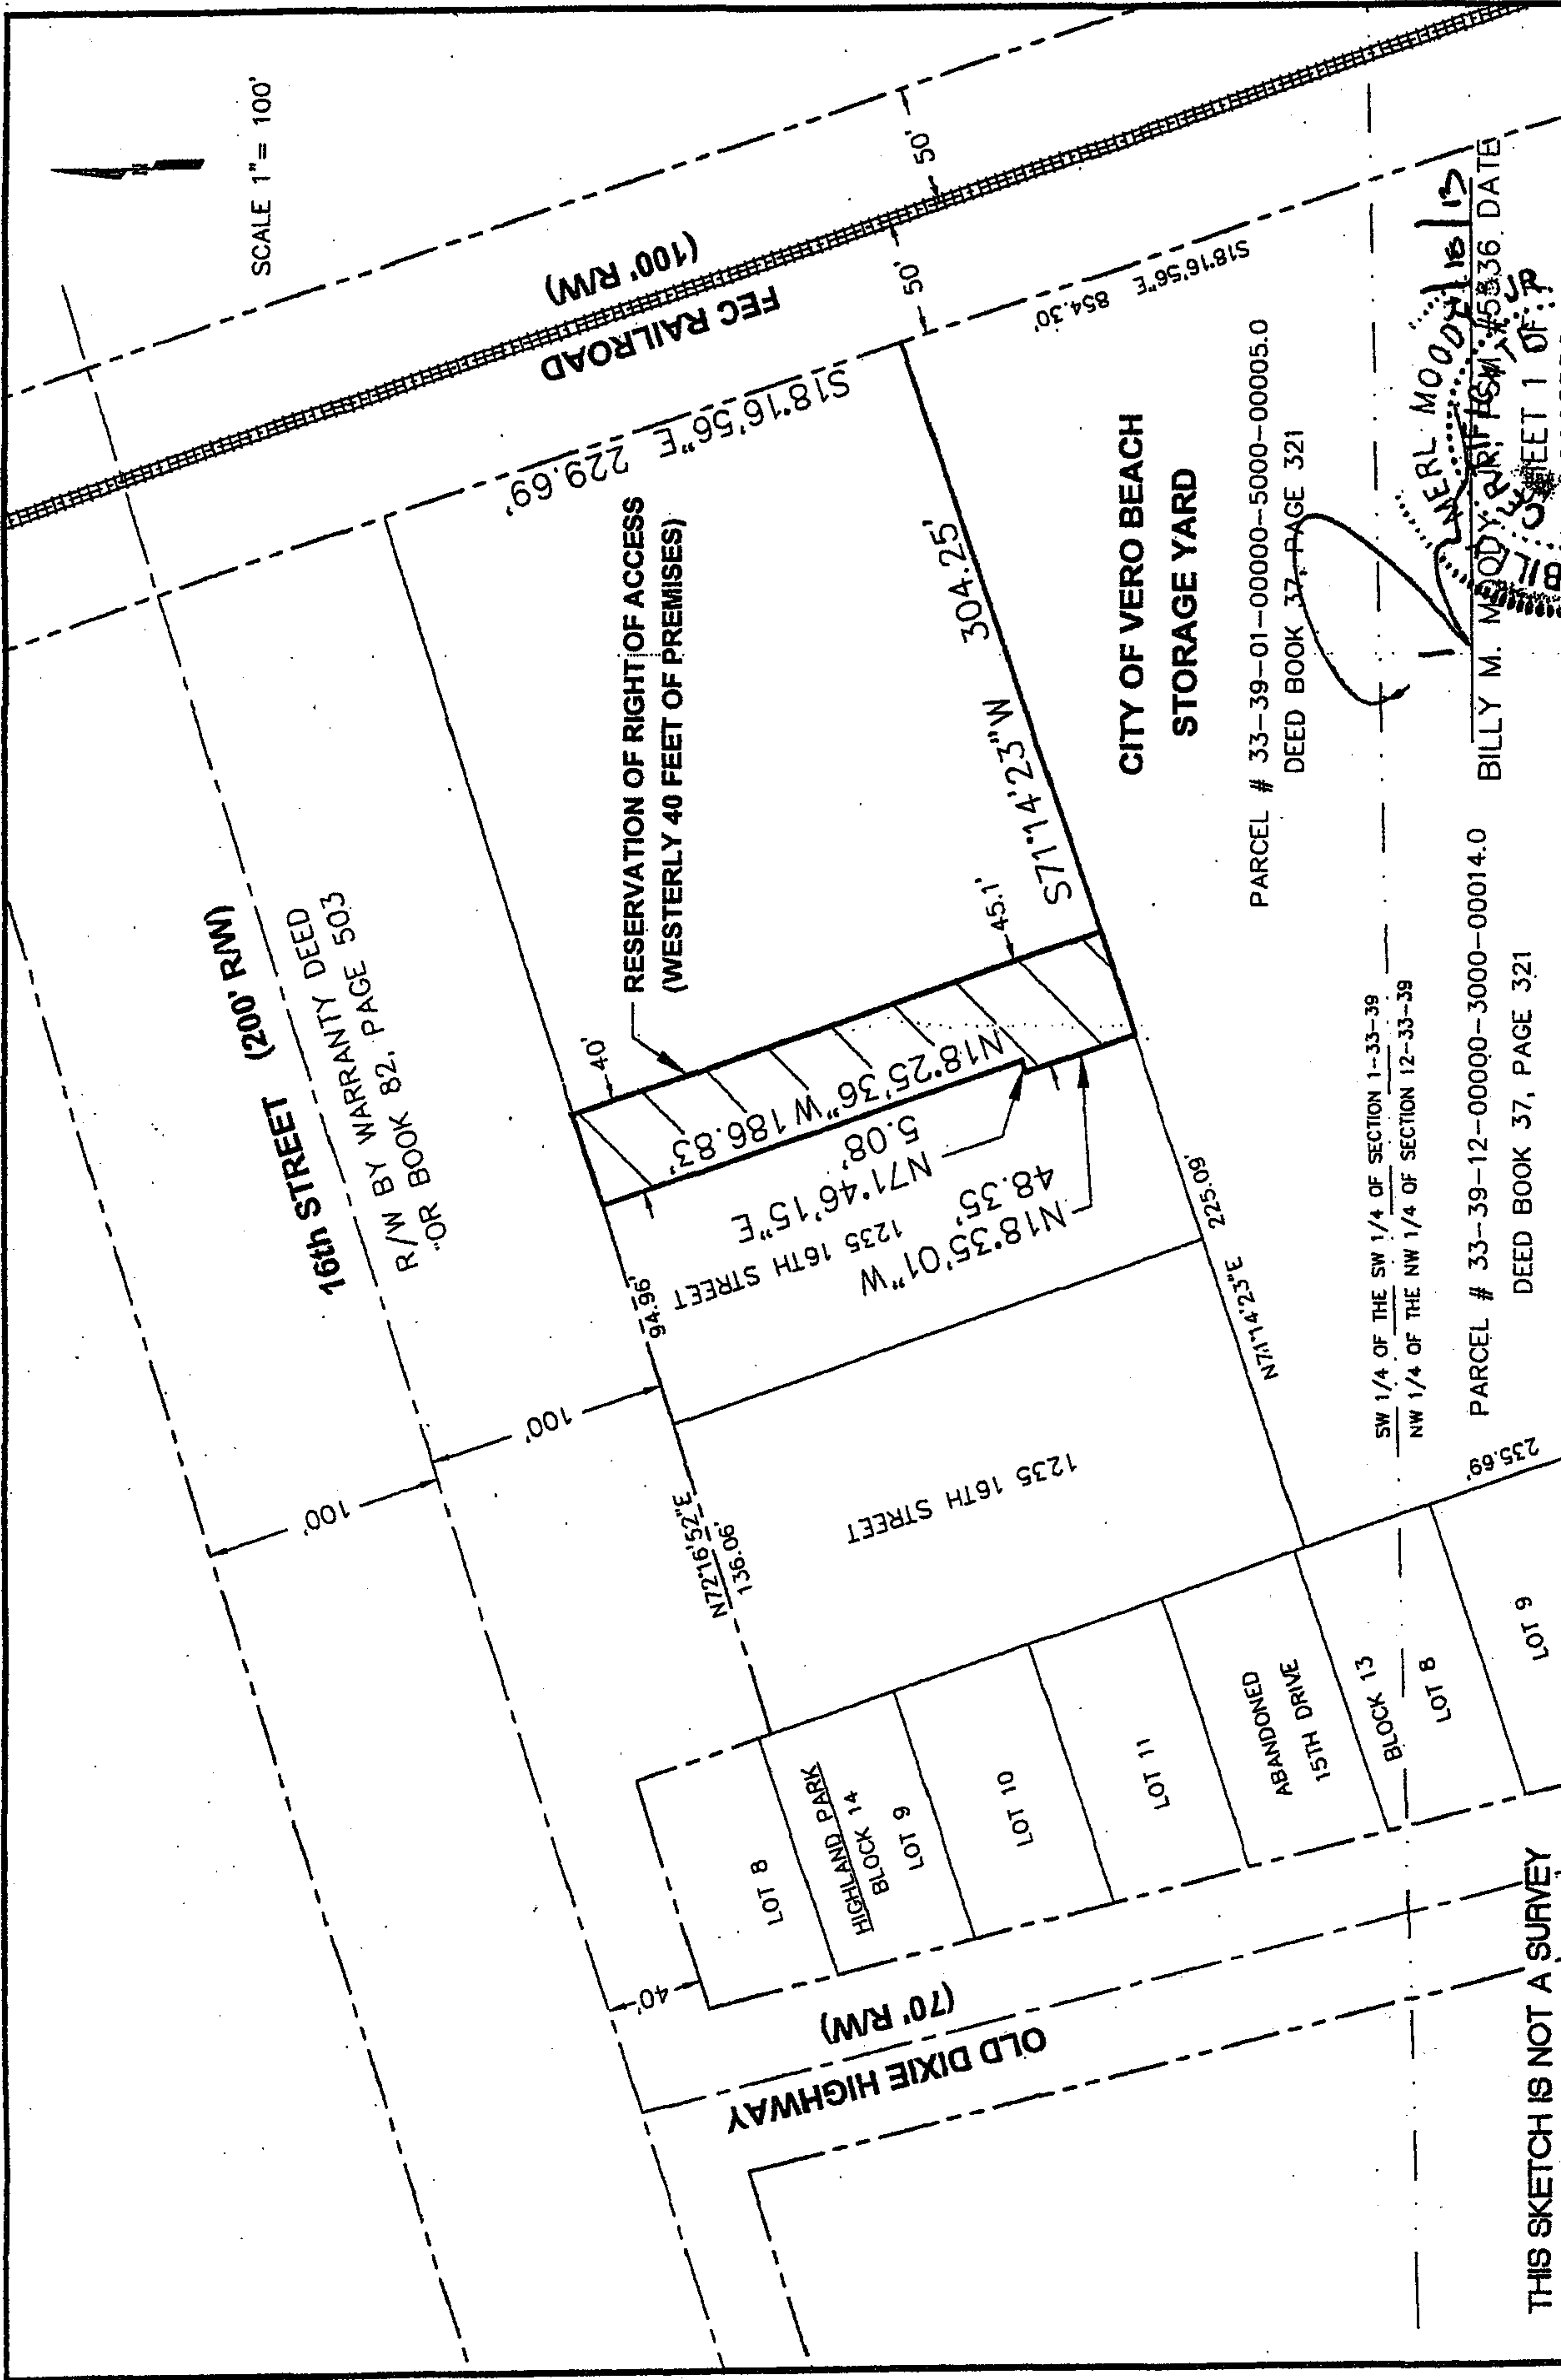 SCALE 1"= 100'
16th STREET (200' R/W)
R/W BY WARRANTY DEED
OR BOOK 82, PAGE 503
FEC RAILROAD
(100' R/W)
50'
50'
S18°16'56"E 229.69'
S18°16'56"E 854.30'
RESERVATION OF RIGHT OF ACCESS
(WESTERLY 40 FEET OF PREMISES)
100'
100'
40'
40'
45.1'
94.96'
N72°16'52"E
136.06'
N18°25'36"W 186.83'
N71°46'15"E
5.08'
N18°35'01"W
48.35'
1235 16TH STREET
1235 16TH STREET
S71°14'23"W 304.25'
N71°14'23"E 225.09'
235.69'
CITY OF VERO BEACH
STORAGE YARD
PARCEL # 33-39-01-00000-5000-00005.0
DEED BOOK 37, PAGE 321
LOT 8
HIGHLAND PARK
BLOCK 14
LOT 9
LOT 10
LOT 11
ABANDONED
15TH DRIVE
BLOCK 13
LOT 8
LOT 9
OLD DIXIE HIGHWAY
(70' R/W)
SW 1/4 OF THE SW 1/4 OF SECTION 1-33-39
NW 1/4 OF THE NW 1/4 OF SECTION 12-33-39
PARCEL # 33-39-12-00000-3000-00014.0
DEED BOOK 37, PAGE 321
BILLY M. MOODY, JR, PSM #5336 DATE
SHEET 1 OF
THIS SKETCH IS NOT A SURVEY